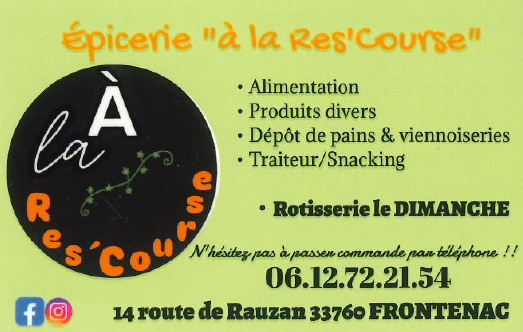 Épicerie "à la Res'Course"
À
la
Res'Course
• Alimentation
• Produits divers
• Dépôt de pains & viennoiseries
• Traiteur/Snacking
• Rotisserie le DIMANCHE
N'hésitez pas à passer commande par téléphone !!
06.12.72.21.54
14 route de Rauzan 33760 FRONTENAC